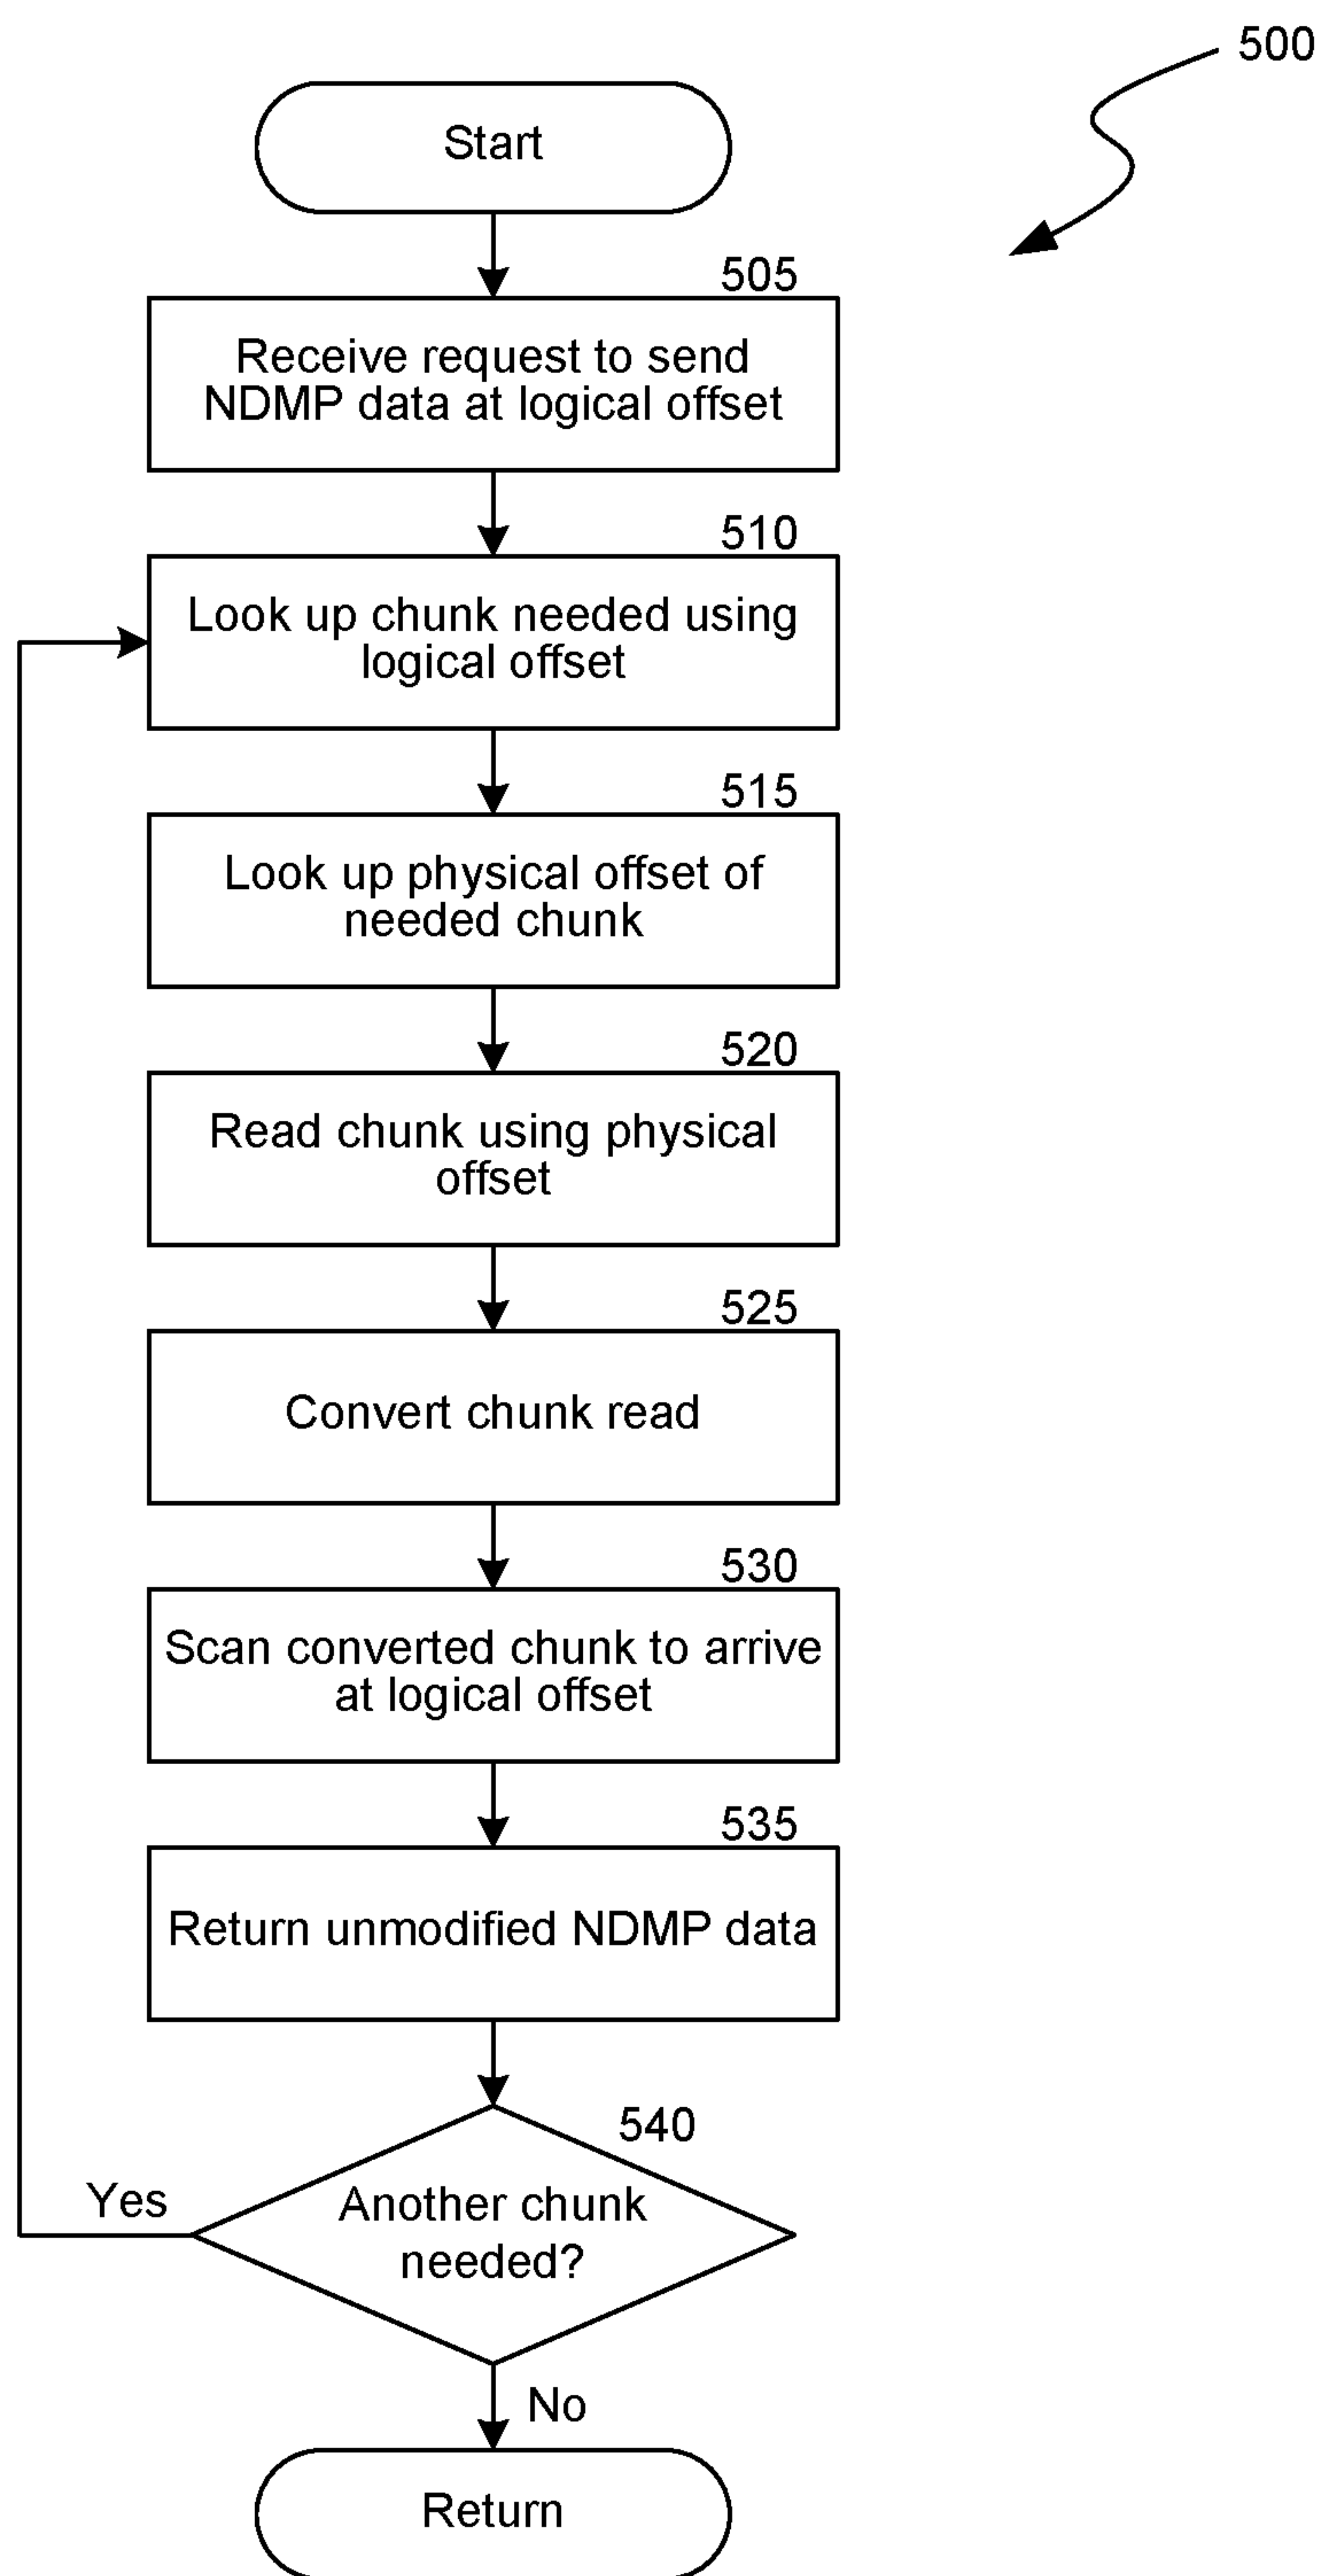 500
Start
505
Receive request to send
NDMP data at logical offset
510
Look up chunk needed using
logical offset
515
Look up physical offset of
needed chunk
520
Read chunk using physical
offset
525
Convert chunk read
530
Scan converted chunk to arrive
at logical offset
535
Return unmodified NDMP data
540
Another chunk
needed?
Yes
No
Return